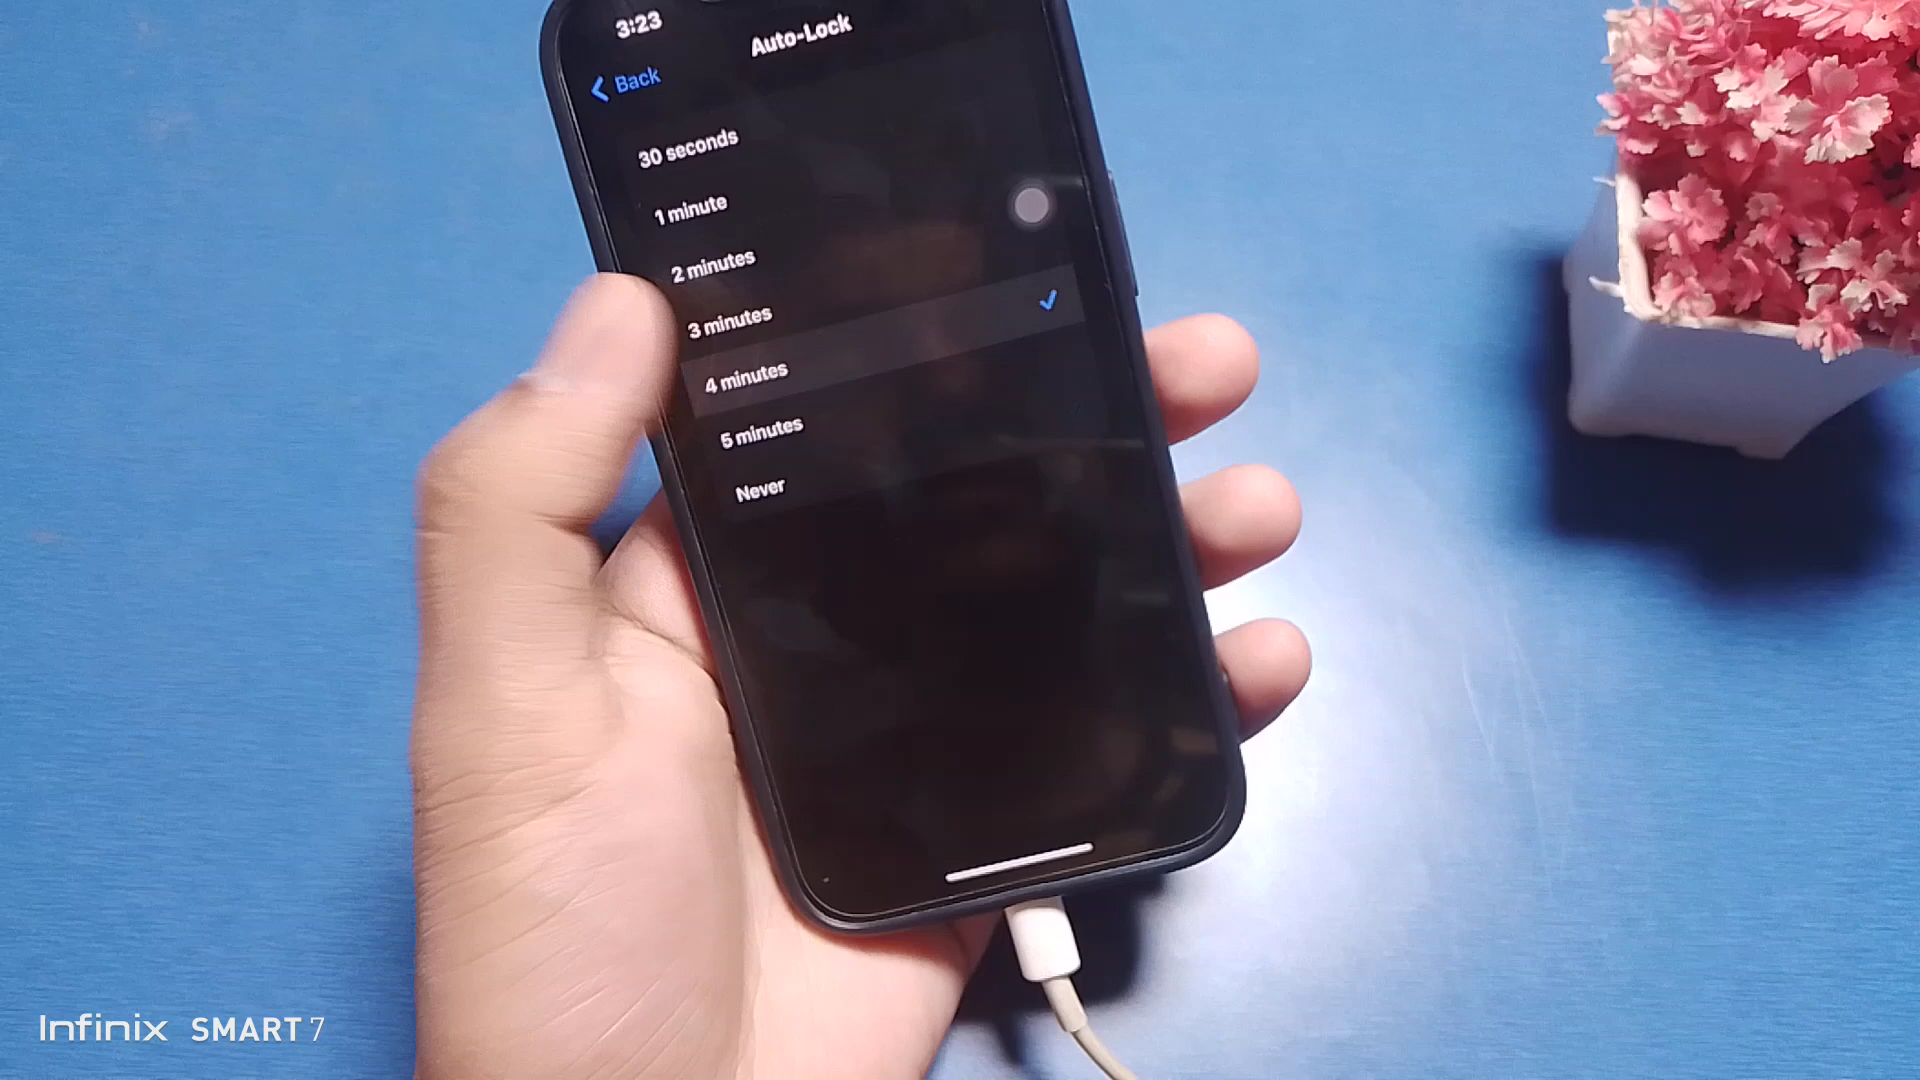 3:23
Auto-Lock
Back
30 seconds
1 minute
2 minutes
3 minutes
4 minutes
5 minutes
Never
Infinix SMART 7